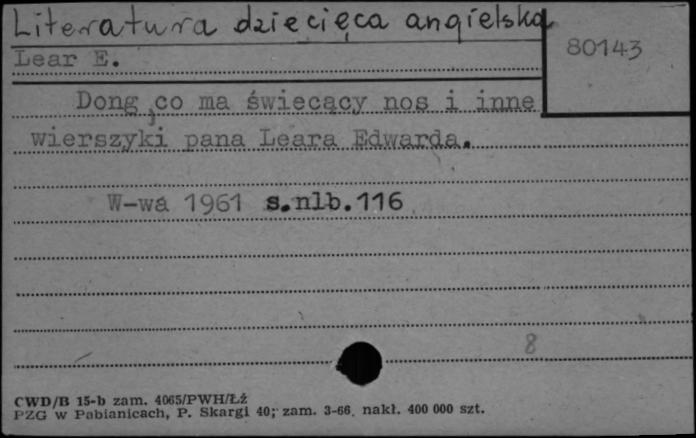 Literatura dziecięca angielska
80143
Lear E.
Dong, co ma świecący nos i inne
wierszyki pana Leara Edwarda.
W-wa 1961 s.nlb.116
8
CWD/B 15-b zam. 4065/PWH/Łż
PZG w Pabianicach, P. Skargi 40; zam. 3-66. nakł. 400 000 szt.